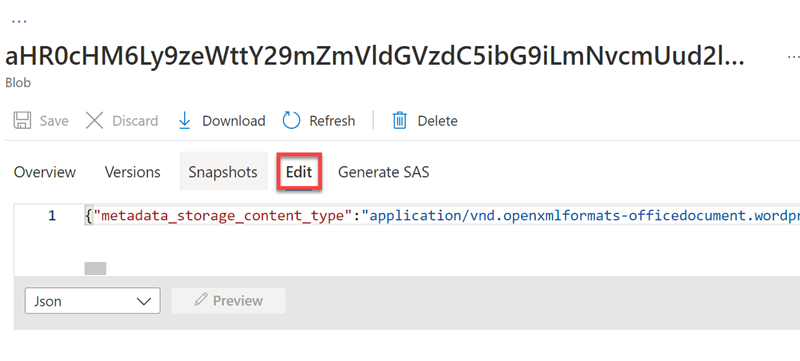 ...
aHR0cHM6Ly9zeWttY29mZmVldGVzdC5ibG9iLmNvcmUud2l...
...
Blob
Save Discard Download Refresh Delete
Overview Versions Snapshots Edit Generate SAS
1 {"metadata_storage_content_type":"application/vnd.openxmlformats-officedocument.wordpr
Json Preview